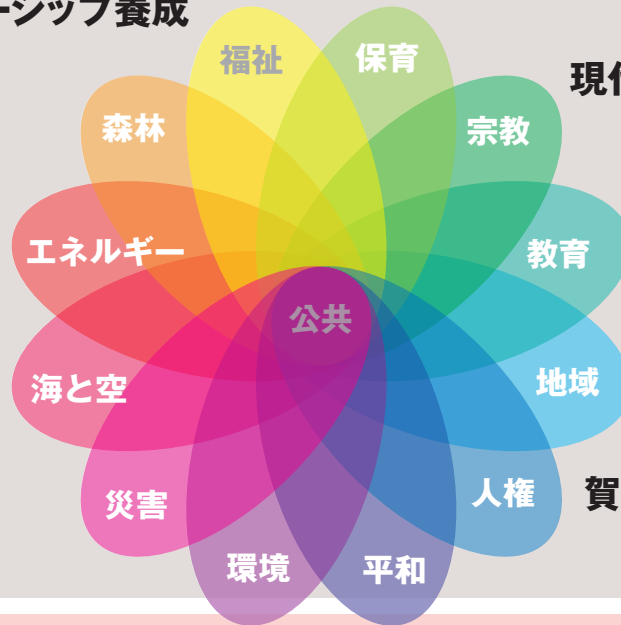 ーシップ養成
福祉
保育
現代
森林
宗教
エネルギー
教育
公共
海と空
地域
災害
人権
賀
環境
平和